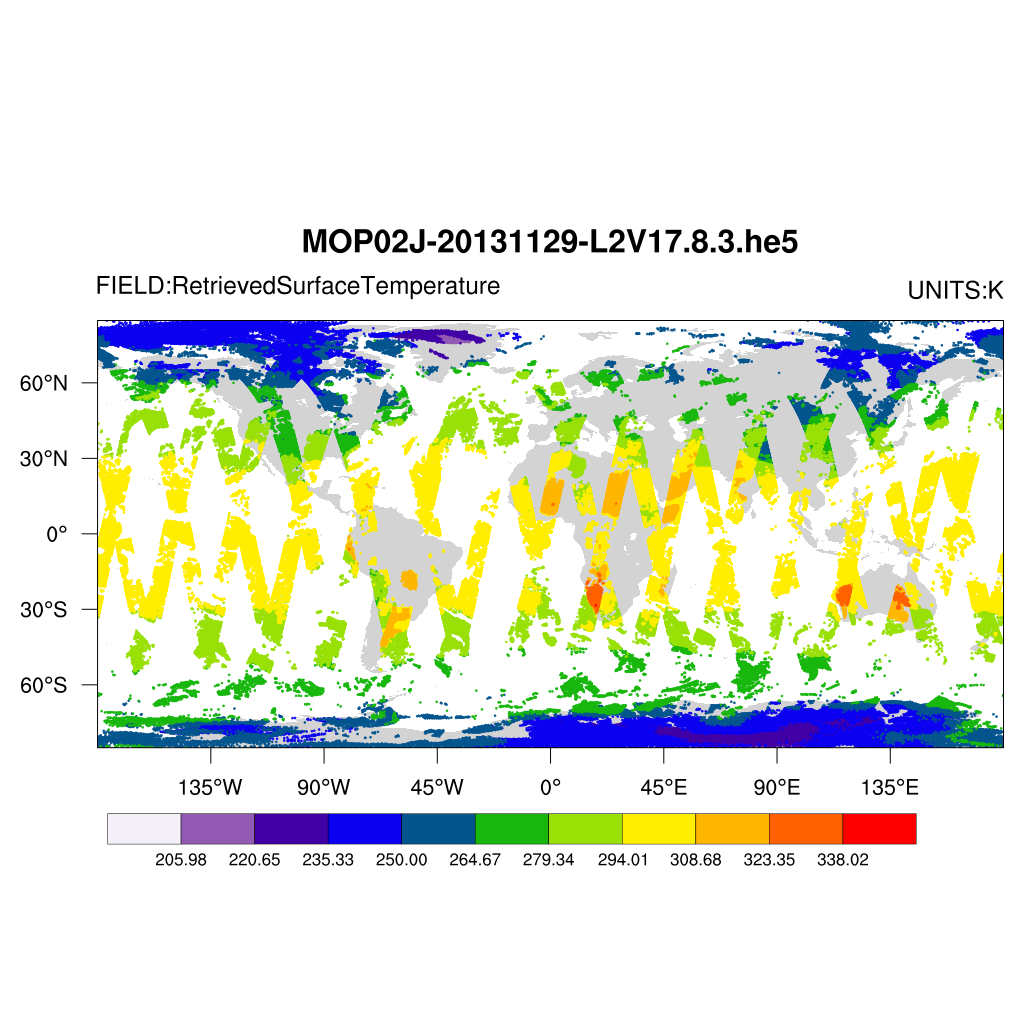 MOP02J-20131129-L2V17.8.3.he5
FIELD:RetrievedSurfaceTemperature
UNITS:K
60°N
30°N
0°
30°S
60°S
135°W 90°W 45°W 0° 45°E 90°E 135°E
205.98 220.65 235.33 250.00 264.67 279.34 294.01 308.68 323.35 338.02